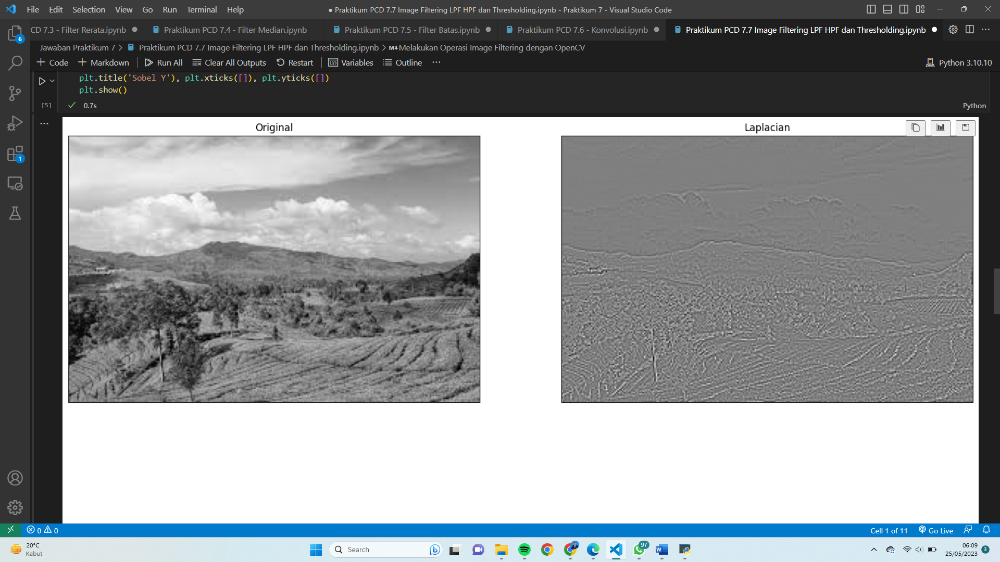 File Edit Selection View Go Run Terminal Help
● Praktikum PCD 7.7 Image Filtering LPF HPF dan Thresholding.ipynb - Praktikum 7 - Visual Studio Code
CD 7.3 - Filter Rerata.ipynb
Praktikum PCD 7.4 - Filter Median.ipynb
Praktikum PCD 7.5 - Filter Batas.ipynb
Praktikum PCD 7.6 - Konvolusi.ipynb
Praktikum PCD 7.7 Image Filtering LPF HPF dan Thresholding.ipynb
6
Jawaban Praktikum 7 > Praktikum PCD 7.7 Image Filtering LPF HPF dan Thresholding.ipynb > M↓Melakukan Operasi Image Filtering dengan OpenCV
+ Code + Markdown Run All Clear All Outputs Restart Variables Outline ··· Python 3.10.10
plt.title('Sobel Y'), plt.xticks([]), plt.yticks([])
plt.show()
[5] ✓ 0.7s Python
Original
Laplacian
1
0 0
Cell 1 of 11 Go Live
20°C
Kabut
Search
97
06:09
25/05/2023
3